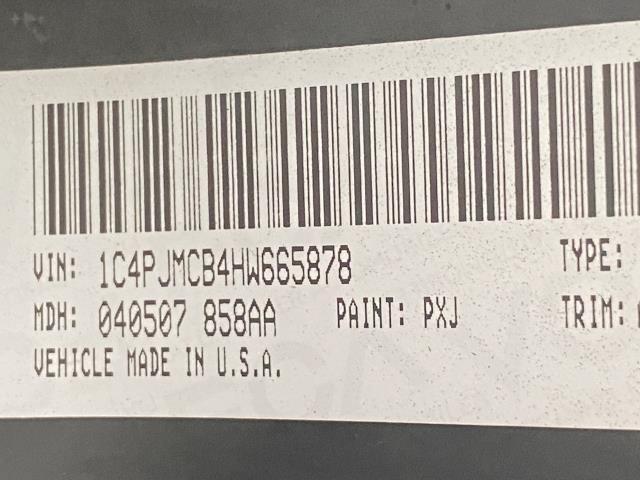 VIN: 1C4PJMCB4HW665878 TYPE:
MDH: 040507 858AA PAINT: PXJ TRIM:
VEHICLE MADE IN U.S.A.